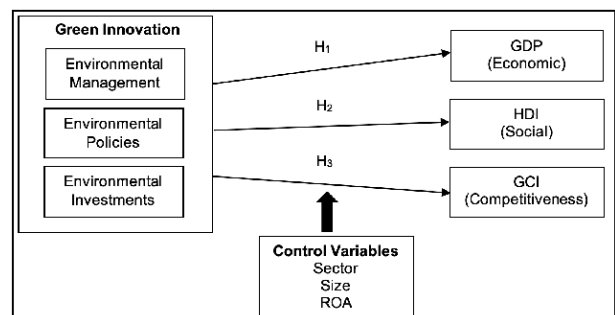 Green Innovation
Environmental
Management
Environmental
Policies
Environmental
Investments
H₁
H₂
H₃
GDP
(Economic)
HDI
(Social)
GCI
(Competitiveness)
Control Variables
Sector
Size
ROA